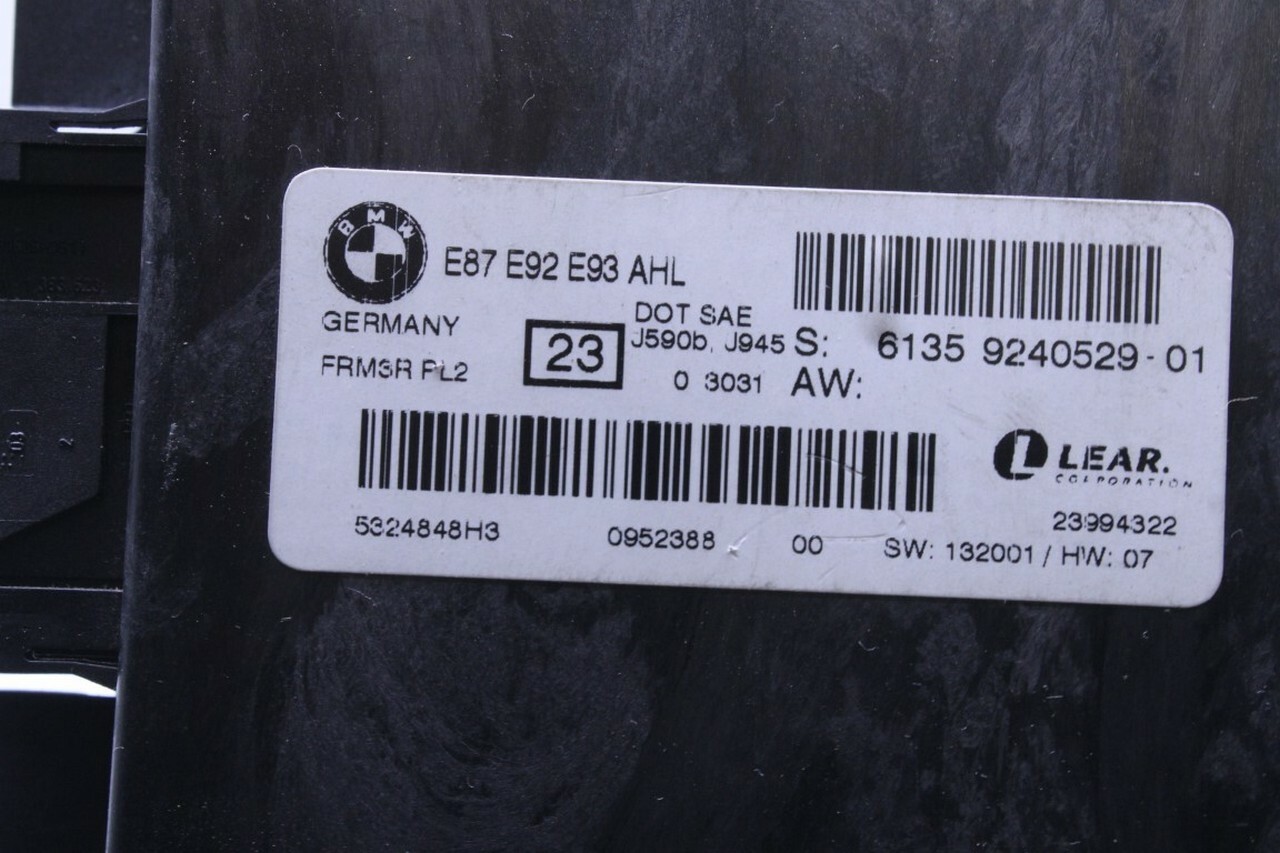 BMW
E87 E92 E93 AHL
GERMANY
FRM3R PL2
23
DOT SAE
J590b, J945
0 3031
S: 6135 9240529-01
AW:
LEAR.
CORPORATION
5324848H3 0952388 00
23994322
SW: 132001 / HW: 07